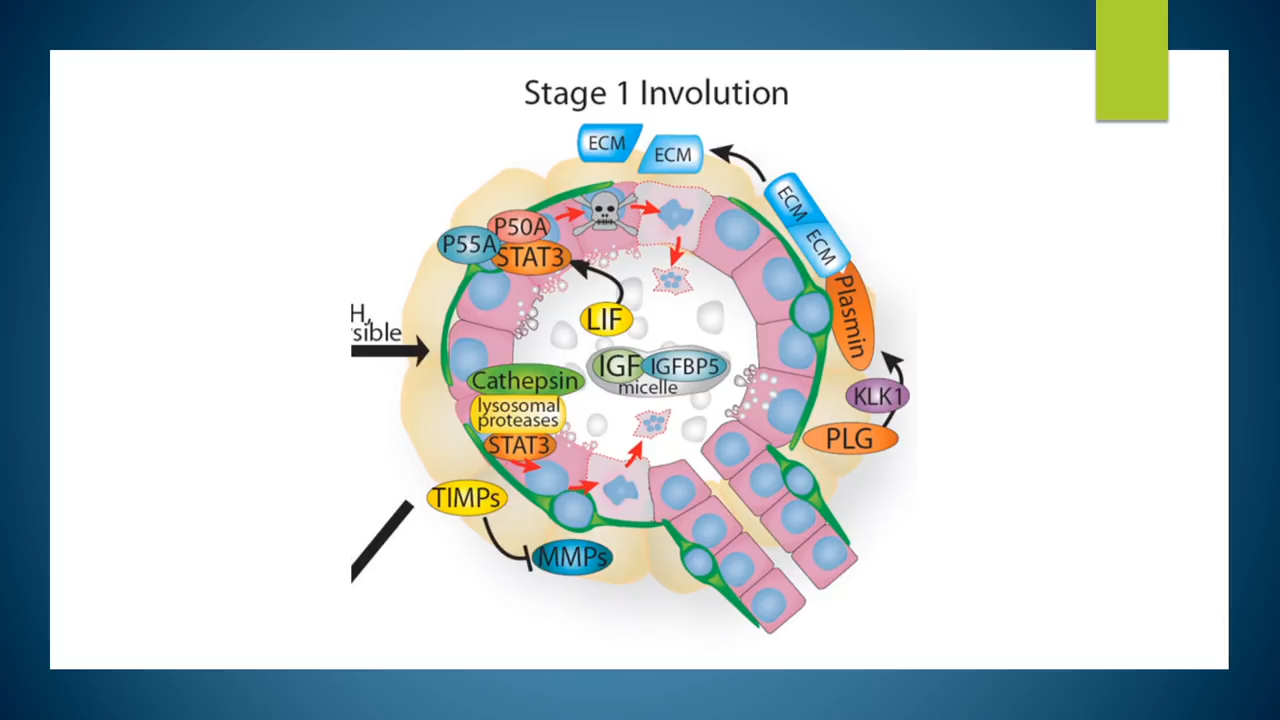 Stage 1 Involution
ECM
ECM
ECM
ECM
P50A
P55A
STAT3
LIF
Plasmin
H,
sible
IGF
IGFBP5
micelle
Cathepsin
lysosomal
proteases
STAT3
KLK1
PLG
TIMPs
MMPs